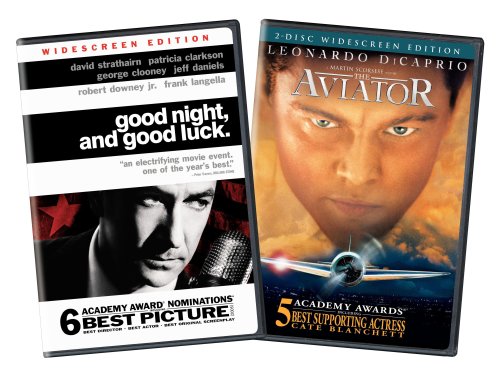 WIDESCREEN EDITION
david strathairn patricia clarkson
george clooney jeff daniels
robert downey jr. frank langella
good night,
and good luck.
"an electrifying movie event.
one of the year's best."
6 ACADEMY AWARD® NOMINATIONS
BEST PICTURE
BEST DIRECTOR • BEST ACTOR • BEST ORIGINAL SCREENPLAY
2-DISC WIDESCREEN EDITION
LEONARDO DiCAPRIO
A MARTIN SCORSESE
THE
AVIATOR
5 ACADEMY AWARDS®
INCLUDING
BEST SUPPORTING ACTRESS
CATE BLANCHETT